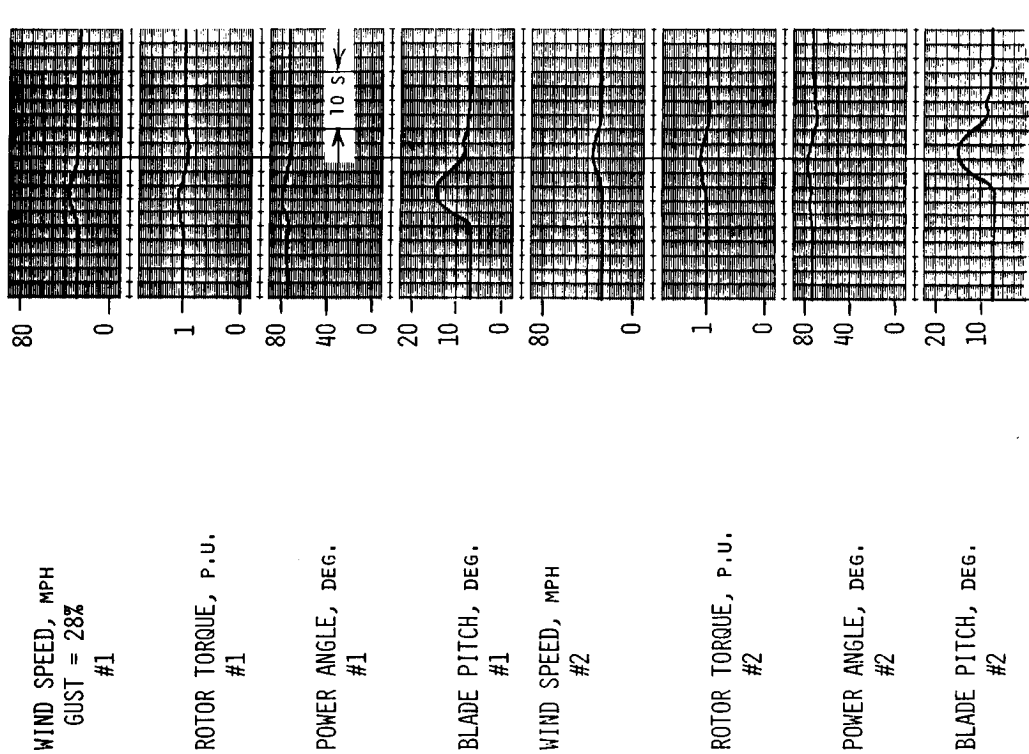 WIND SPEED, MPH
GUST = 28%
#1
80
0
ROTOR TORQUE, P.U.
#1
1
0
POWER ANGLE, DEG.
#1
80
40
0
10 S
BLADE PITCH, DEG.
#1
20
10
0
WIND SPEED, MPH
#2
80
0
ROTOR TORQUE, P.U.
#2
1
0
POWER ANGLE, DEG.
#2
80
40
0
BLADE PITCH, DEG.
#2
20
10